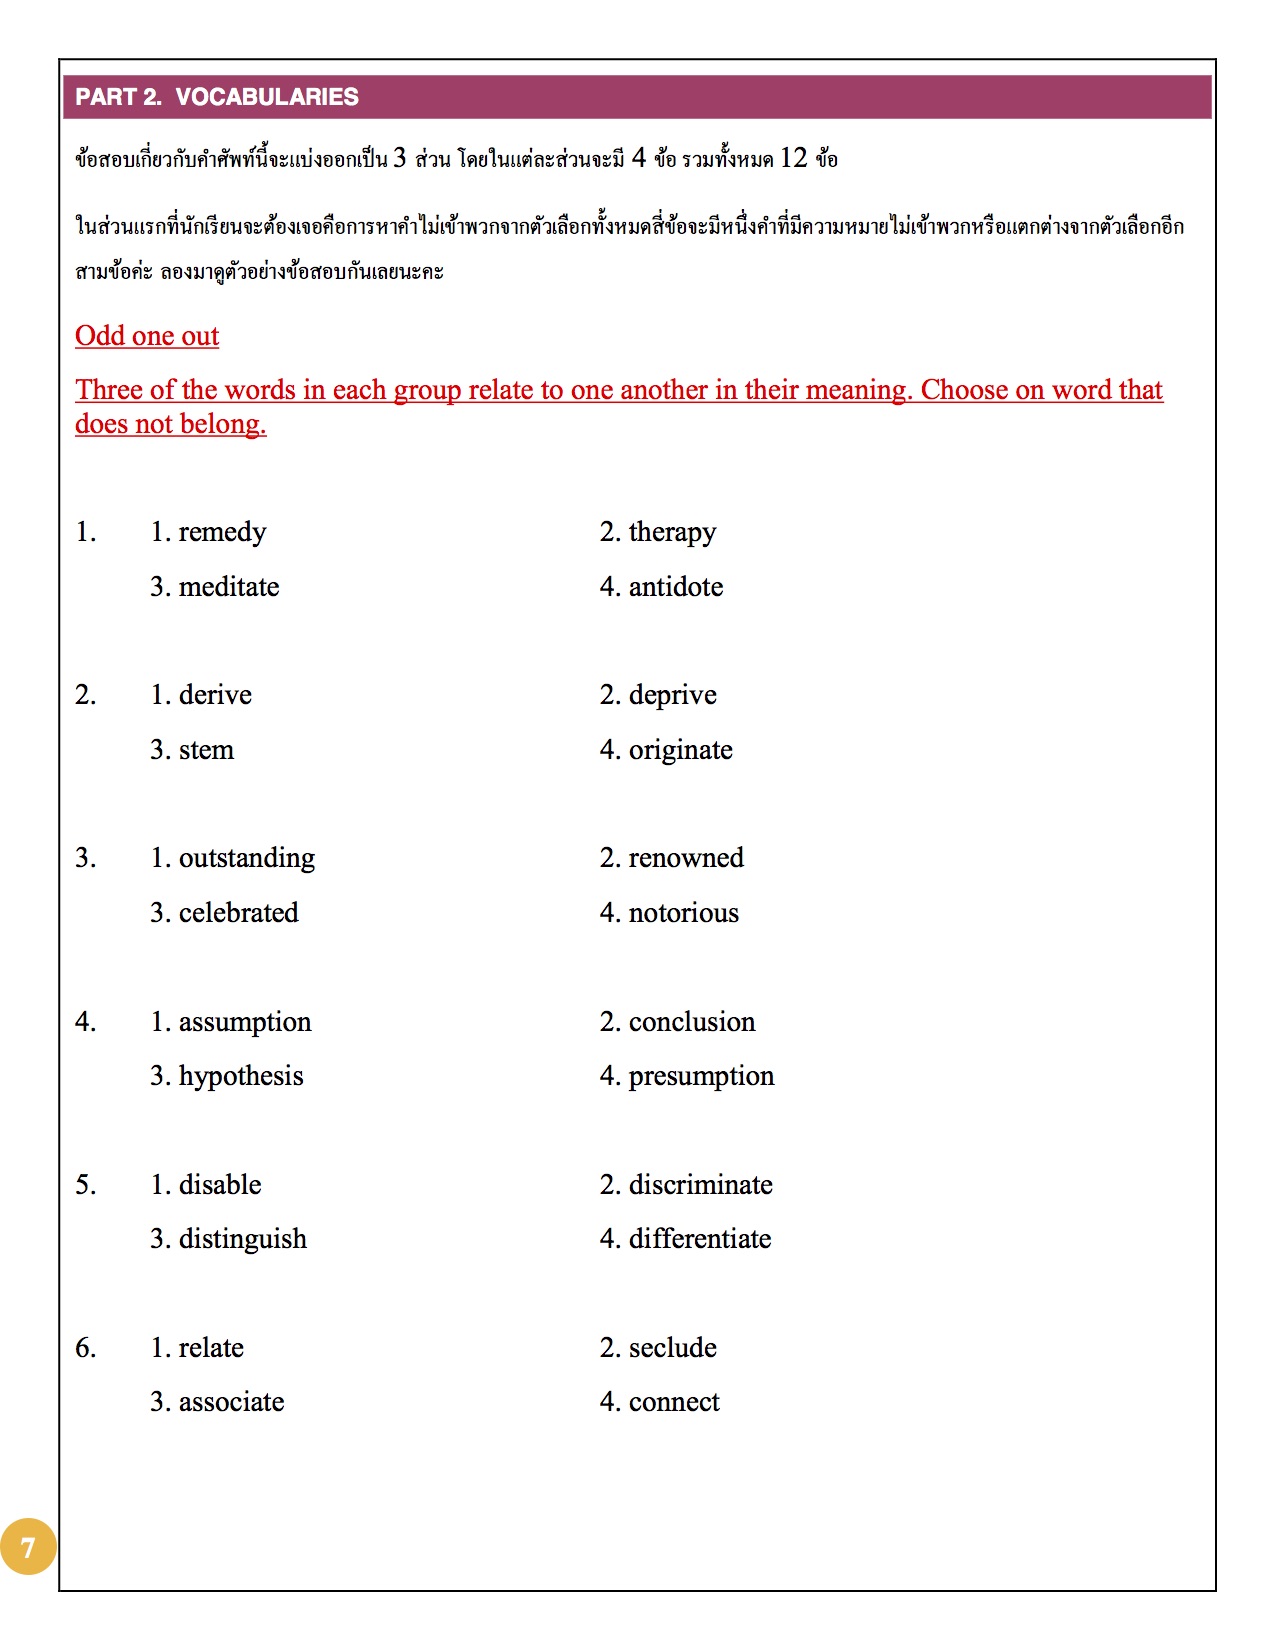 PART 2.  VOCABULARIES
ข้อสอบเกี่ยวกับคำศัพท์นี้จะแบ่งออกเป็น 3 ส่วน โดยในแต่ละส่วนจะมี 4 ข้อ รวมทั้งหมด 12 ข้อ
ในส่วนแรกที่นักเรียนจะต้องเจอคือการหาคำไม่เข้าพวกจากตัวเลือกทั้งหมดสี่ข้อจะมีหนึ่งคำที่มีความหมายไม่เข้าพวกหรือแตกต่างจากตัวเลือกอีก
สามข้อค่ะ ลองมาดูตัวอย่างข้อสอบกันเลยนะคะ
Odd one out
Three of the words in each group relate to one another in their meaning. Choose on word that
does not belong.
1. 1. remedy 2. therapy
3. meditate 4. antidote
2. 1. derive 2. deprive
3. stem 4. originate
3. 1. outstanding 2. renowned
3. celebrated 4. notorious
4. 1. assumption 2. conclusion
3. hypothesis 4. presumption
5. 1. disable 2. discriminate
3. distinguish 4. differentiate
6. 1. relate 2. seclude
3. associate 4. connect
7